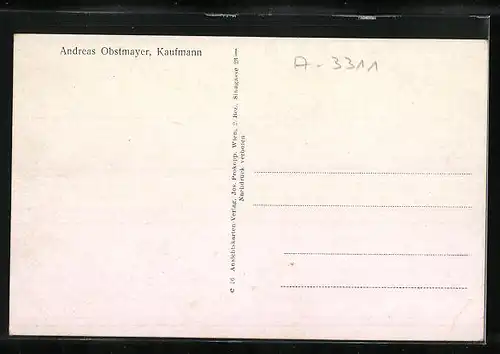 Andreas Obstmayer, Kaufmann
A-3311
Ansichtskarten-Verlag, Jos. Prokopp, Wien, 2. Bez.
Nachdruck verboten